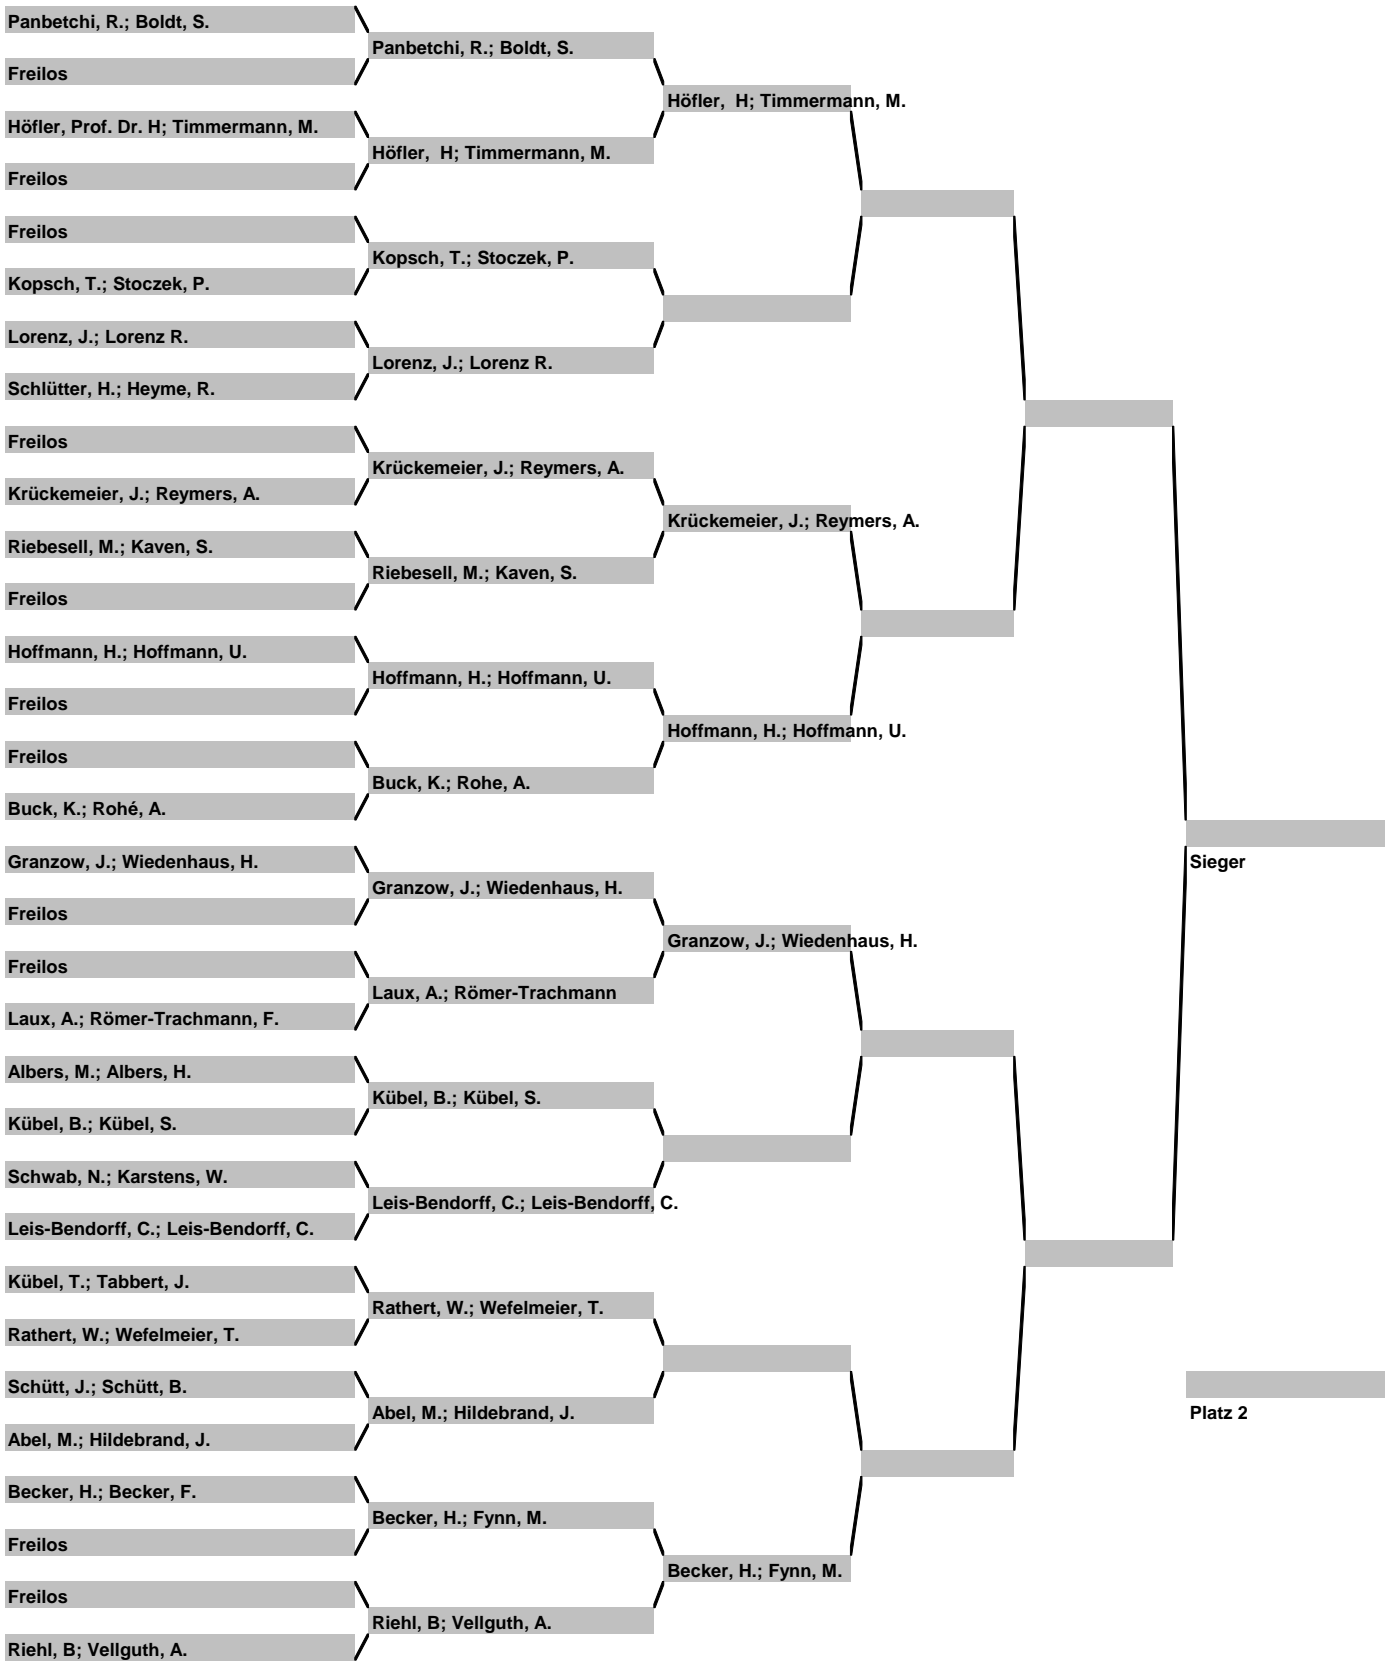 Panbetchi, R.; Boldt, S.
Freilos
Höfler, Prof. Dr. H; Timmermann, M.
Freilos
Freilos
Kopsch, T.; Stoczek, P.
Lorenz, J.; Lorenz R.
Schlütter, H.; Heyme, R.
Freilos
Krückemeier, J.; Reymers, A.
Riebesell, M.; Kaven, S.
Freilos
Hoffmann, H.; Hoffmann, U.
Freilos
Freilos
Buck, K.; Rohé, A.
Granzow, J.; Wiedenhaus, H.
Freilos
Freilos
Laux, A.; Römer-Trachmann, F.
Albers, M.; Albers, H.
Kübel, B.; Kübel, S.
Schwab, N.; Karstens, W.
Leis-Bendorff, C.; Leis-Bendorff, C.
Kübel, T.; Tabbert, J.
Rathert, W.; Wefelmeier, T.
Schütt, J.; Schütt, B.
Abel, M.; Hildebrand, J.
Becker, H.; Becker, F.
Freilos
Freilos
Riehl, B; Vellguth, A.
Panbetchi, R.; Boldt, S.
Höfler,  H; Timmermann, M.
Kopsch, T.; Stoczek, P.
Lorenz, J.; Lorenz R.
Krückemeier, J.; Reymers, A.
Riebesell, M.; Kaven, S.
Hoffmann, H.; Hoffmann, U.
Buck, K.; Rohe, A.
Granzow, J.; Wiedenhaus, H.
Laux, A.; Römer-Trachmann
Kübel, B.; Kübel, S.
Leis-Bendorff, C.; Leis-Bendorff, C.
Rathert, W.; Wefelmeier, T.
Abel, M.; Hildebrand, J.
Becker, H.; Fynn, M.
Riehl, B; Vellguth, A.
Höfler,  H; Timmermann, M.
Krückemeier, J.; Reymers, A.
Hoffmann, H.; Hoffmann, U.
Granzow, J.; Wiedenhaus, H.
Becker, H.; Fynn, M.
Sieger
Platz 2